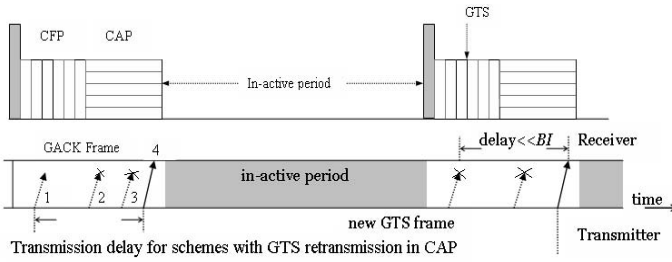 GTS
CFP CAP
In-active period
GACK Frame
4
delay<<BI Receiver
in-active period
1 2 3
time
new GTS frame
Transmitter
Transmission delay for schemes with GTS retransmission in CAP